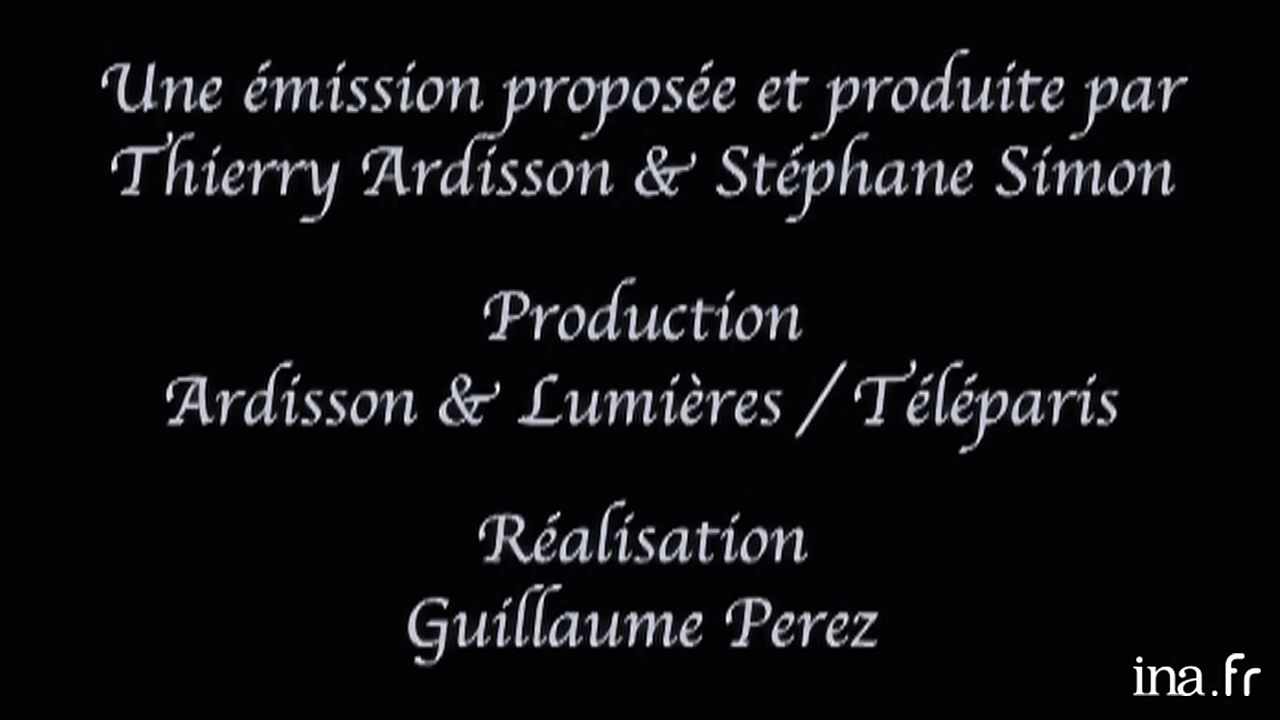 Une émission proposée et produite par
Thierry Ardisson & Stéphane Simon
Production
Ardisson & Lumières / Téléparis
Réalisation
Guillaume Perez
ina.fr